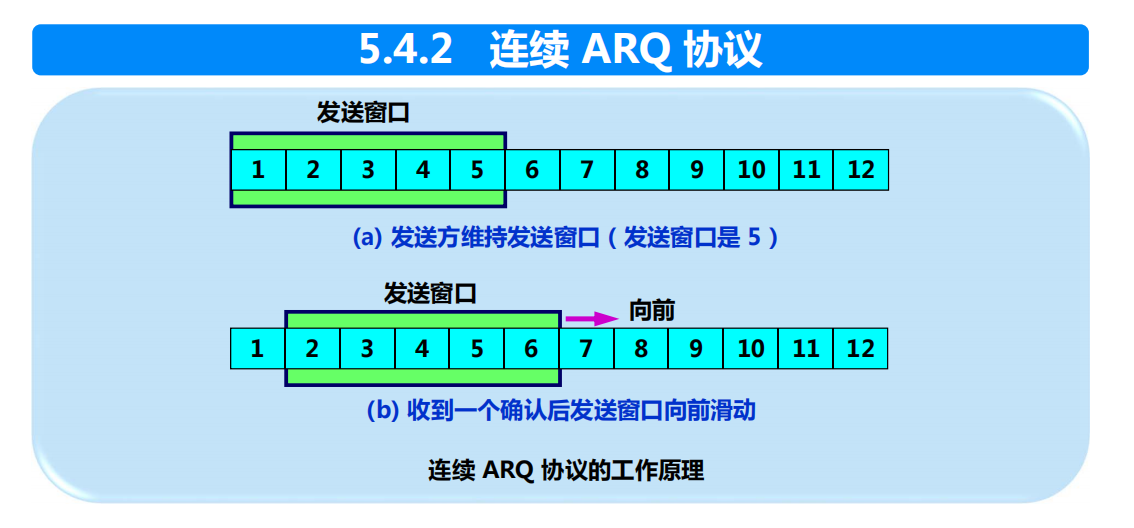 5.4.2 连续 ARQ 协议
发送窗口
1 2 3 4 5 6 7 8 9 10 11 12
(a) 发送方维持发送窗口（发送窗口是 5）
发送窗口
向前
1 2 3 4 5 6 7 8 9 10 11 12
(b) 收到一个确认后发送窗口向前滑动
连续 ARQ 协议的工作原理